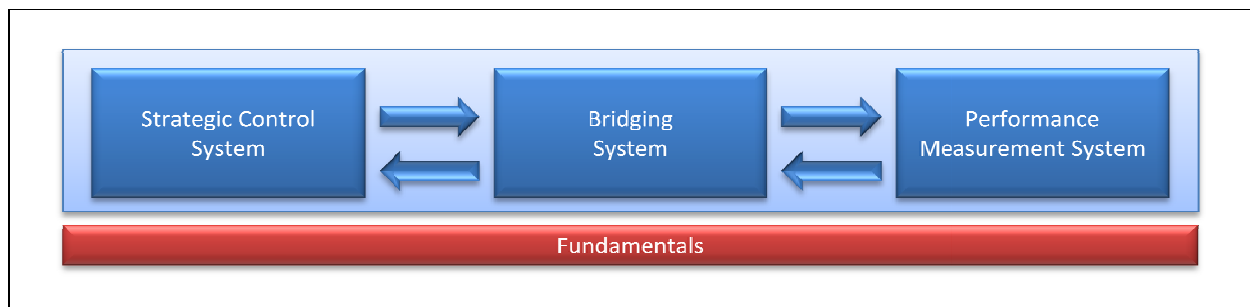 Strategic Control
System
Bridging
System
Performance
Measurement System
Fundamentals